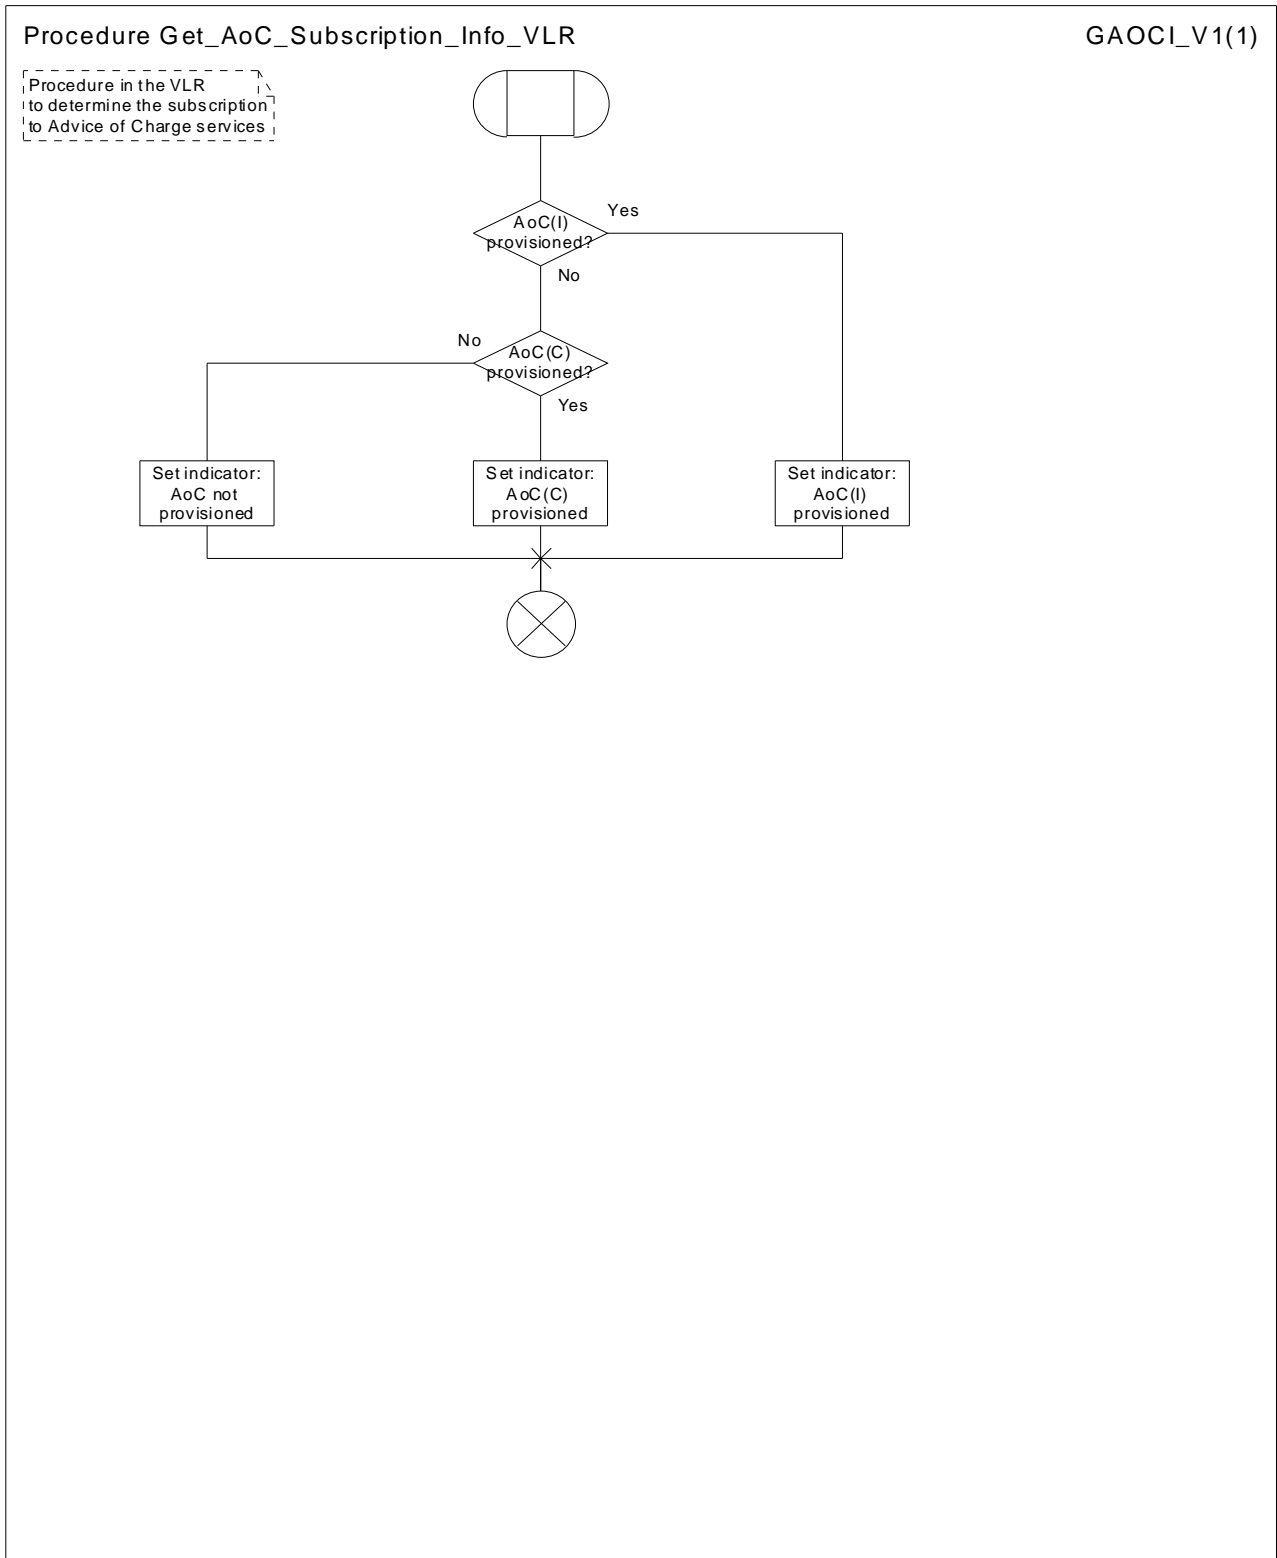 Procedure Get_AoC_Subscription_Info_VLR
GAOCI_V1(1)
Procedure in the VLR
to determine the subscription
to Advice of Charge services
AoC(I)
provisioned?
Yes
No
AoC(C)
provisioned?
No
Yes
Set indicator:
AoC not
provisioned
Set indicator:
AoC(C)
provisioned
Set indicator:
AoC(I)
provisioned